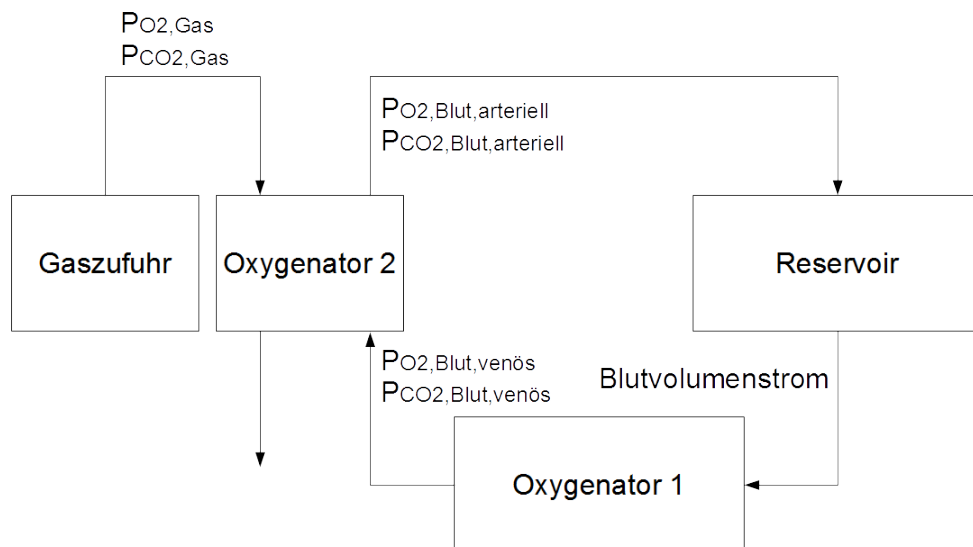 PO2,Gas
PCO2,Gas
PO2,Blut,arteriell
PCO2,Blut,arteriell
Gaszufuhr
Oxygenator 2
Reservoir
PO2,Blut,venös
PCO2,Blut,venös
Blutvolumenstrom
Oxygenator 1